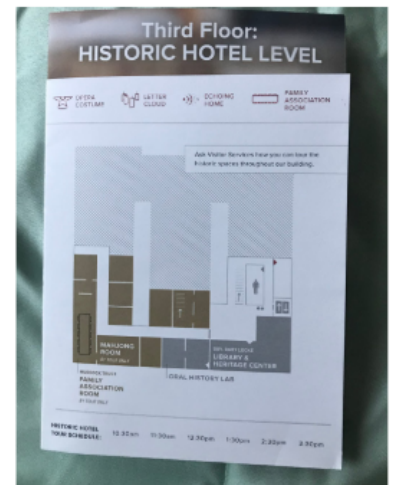 Third Floor:
HISTORIC HOTEL LEVEL
OPERA
COSTUME
LETTER
CLOUD
ECHOING
HOME
FAMILY
ASSOCIATION
ROOM
Ask Visitor Services how you can tour the
historic spaces throughout our building.
MAHJONG
ROOM
LIBRARY &
HERITAGE CENTER
ORAL HISTORY LAB
FAMILY
ASSOCIATION
ROOM
HISTORIC HOTEL
TOUR SCHEDULE:
11:30am 12:30pm 1:30pm 2:30pm 3:30pm